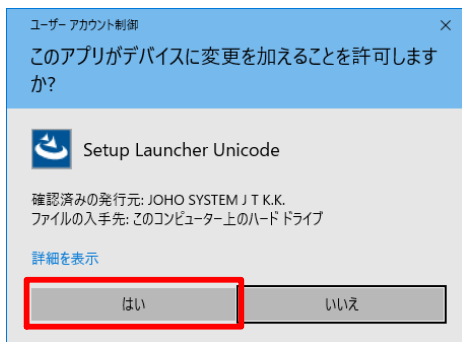 ユーザー アカウント制御
このアプリがデバイスに変更を加えることを許可します
か?
Setup Launcher Unicode
確認済みの発行元: JOHO SYSTEM J T K.K.
ファイルの入手先: このコンピューター上のハード ドライブ
詳細を表示
はい
いいえ